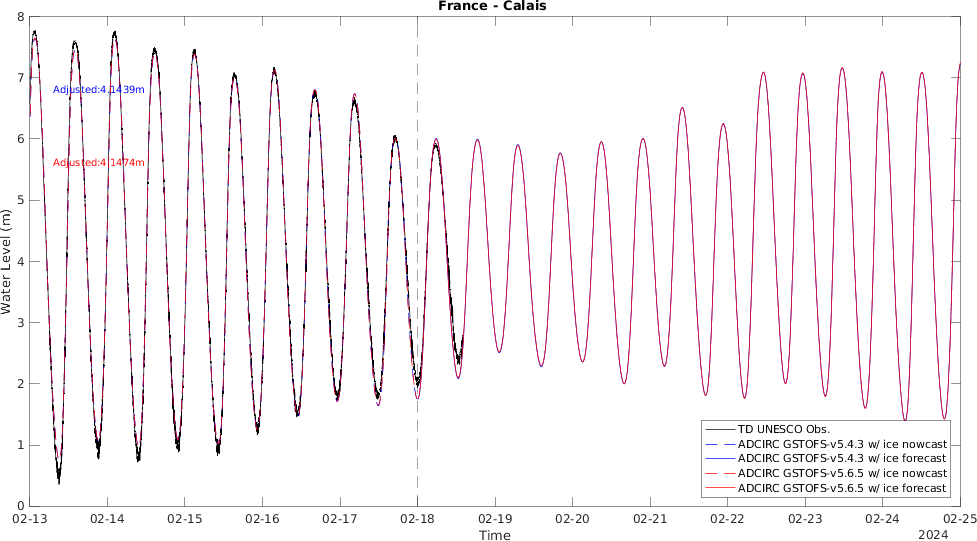 France - Calais
8
7
6
5
4
3
2
1
0
Water Level (m)
Adjusted:4.1439m
Adjusted:4.1474m
TD UNESCO Obs.
ADCIRC GSTOFS-v5.4.3 w/ ice nowcast
ADCIRC GSTOFS-v5.4.3 w/ ice forecast
ADCIRC GSTOFS-v5.6.5 w/ ice nowcast
ADCIRC GSTOFS-v5.6.5 w/ ice forecast
02-13 02-14 02-15 02-16 02-17 02-18 02-19 02-20 02-21 02-22 02-23 02-24 02-25
Time
2024